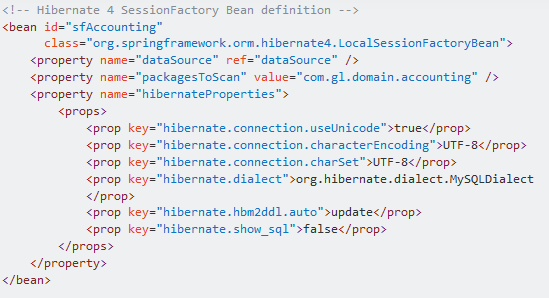 <!-- Hibernate 4 SessionFactory Bean definition -->
<bean id="sfAccounting"
      class="org.springframework.orm.hibernate4.LocalSessionFactoryBean">
    <property name="dataSource" ref="dataSource" />
    <property name="packagesToScan" value="com.gl.domain.accounting" />
    <property name="hibernateProperties">
        <props>
            <prop key="hibernate.connection.useUnicode">true</prop>
            <prop key="hibernate.connection.characterEncoding">UTF-8</prop>
            <prop key="hibernate.connection.charSet">UTF-8</prop>
            <prop key="hibernate.dialect">org.hibernate.dialect.MySQLDialect
            </prop>
            <prop key="hibernate.hbm2ddl.auto">update</prop>
            <prop key="hibernate.show_sql">false</prop>
        </props>
    </property>
</bean>